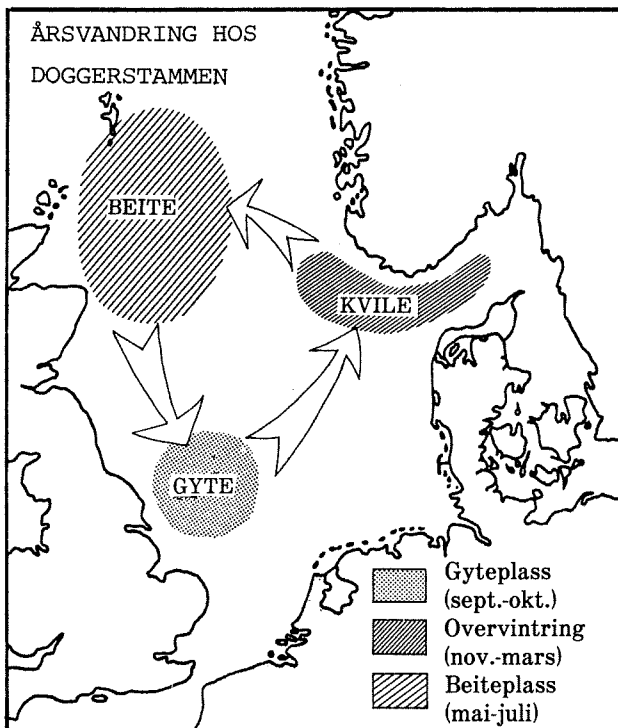 ÅRSVANDRING HOS
DOGGERSTAMMEN
BEITE
KVILE
GYTE
Gyteplass
(sept.-okt.)
Overvintring
(nov.-mars)
Beiteplass
(mai-juli)